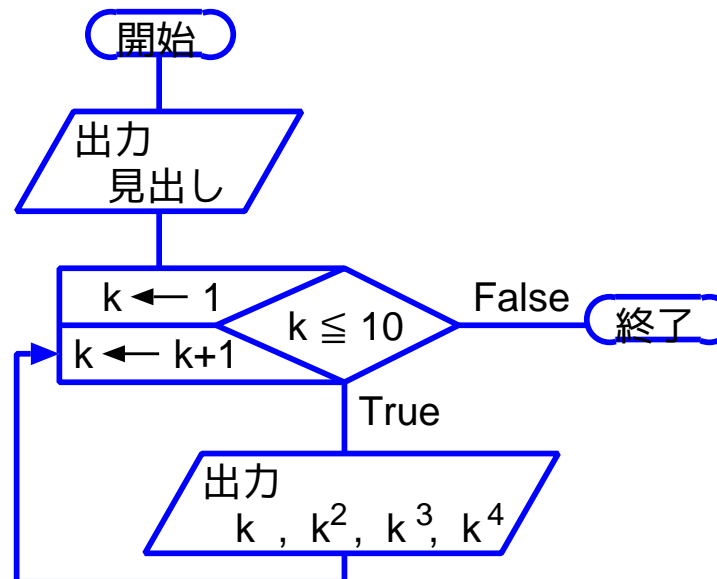 開始
出力
見出し
k ← 1
k ≦ 10
False
終了
k ← k+1
True
出力
k , k², k³, k⁴